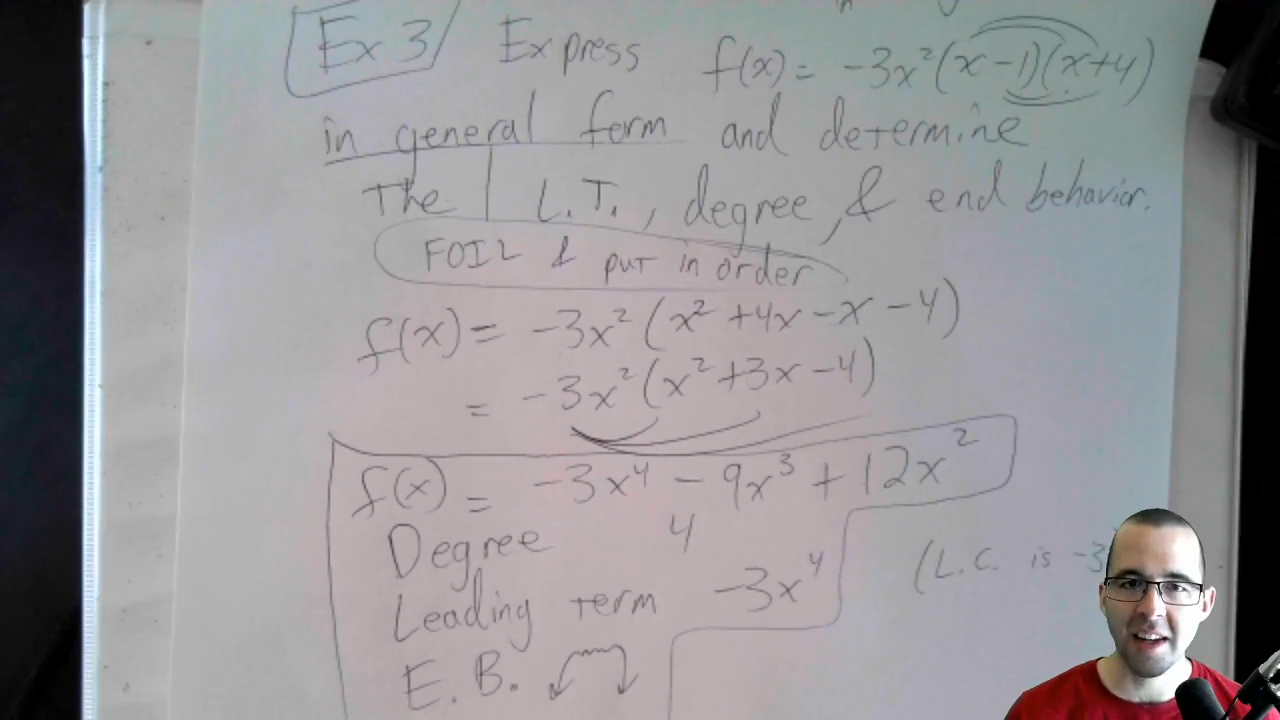 Ex 3 Express f(x) = -3x²(x-1)(x+4)
in general form and determine
the L.T., degree, & end behavior.
FOIL & put in order
f(x) = -3x²(x²+4x-x-4)
= -3x²(x²+3x-4)
f(x) = -3x⁴ - 9x³ + 12x²
Degree 4
Leading term -3x⁴ (L.C. is -3
E.B.